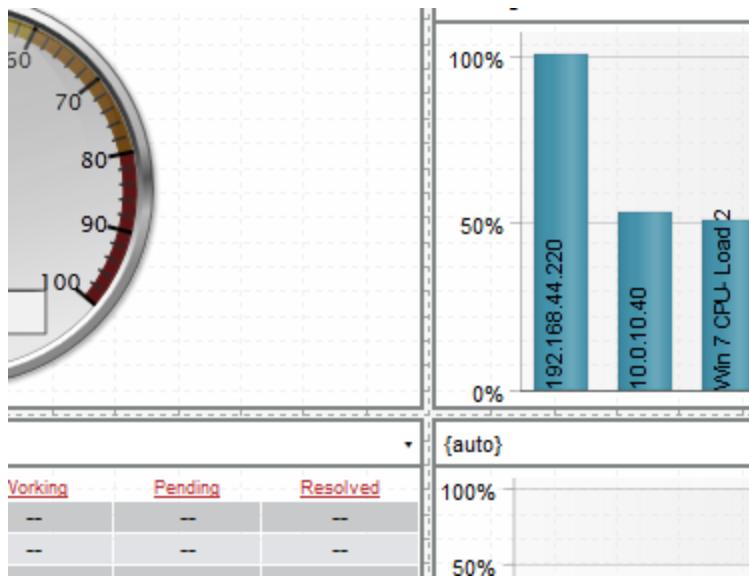 70
80
90
100
100%
50%
0%
192.168.44.220
10.0.10.40
Win 7 CPU- Load 2
{auto}
Working Pending Resolved
-- -- --
-- -- --
100%
50%